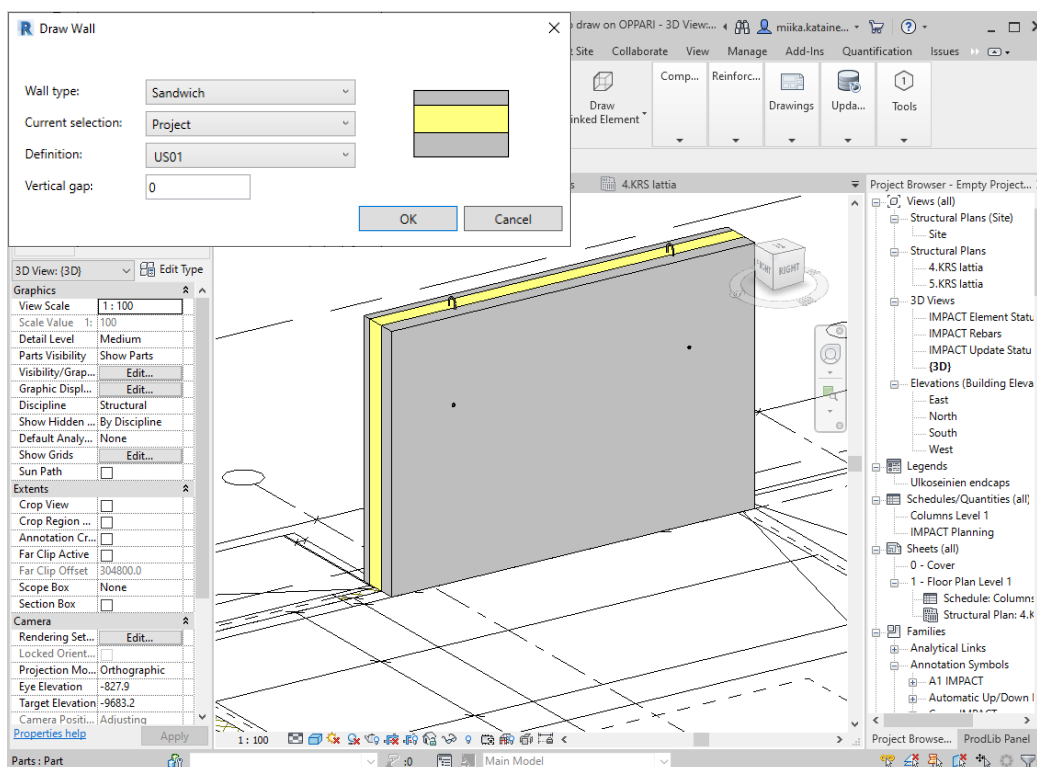 Draw Wall
Wall type:
Sandwich
Current selection:
Project
Definition:
US01
Vertical gap:
0
OK
Cancel
draw on OPPARI - 3D View:...
miika.kataine...
Site Collaborate View Manage Add-Ins Quantification Issues
Draw
inked Element
Comp...
Reinforc...
Drawings
Upda...
Tools
4.KRS lattia
3D View: {3D}
Edit Type
Graphics
View Scale 1 : 100
Scale Value 1: 100
Detail Level Medium
Parts Visibility Show Parts
Visibility/Grap... Edit...
Graphic Displ... Edit...
Discipline Structural
Show Hidden ... By Discipline
Default Analy... None
Show Grids Edit...
Sun Path
Extents
Crop View
Crop Region ...
Annotation Cr...
Far Clip Active
Far Clip Offset 304800.0
Scope Box None
Section Box
Camera
Rendering Set... Edit...
Locked Orient...
Projection Mo... Orthographic
Eye Elevation -827.9
Target Elevation -9683.2
Camera Positi... Adjusting
Properties help
Apply
RIGHT
1 : 100
Project Browser - Empty Project...
Views (all)
Structural Plans (Site)
Site
Structural Plans
4.KRS lattia
5.KRS lattia
3D Views
IMPACT Element Statu
IMPACT Rebars
IMPACT Update Statu
{3D}
Elevations (Building Eleva
East
North
South
West
Legends
Ulkoseinien endcaps
Schedules/Quantities (all)
Columns Level 1
IMPACT Planning
Sheets (all)
0 - Cover
1 - Floor Plan Level 1
Schedule: Columns
Structural Plan: 4.K
Families
Analytical Links
Annotation Symbols
A1 IMPACT
Automatic Up/Down
Project Browse...
ProdLib Panel
Parts : Part
:0
Main Model